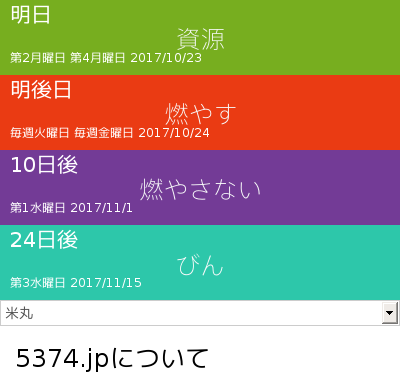 明日
資源
第2月曜日 第4月曜日 2017/10/23
明後日
燃やす
毎週火曜日 毎週金曜日 2017/10/24
10日後
燃やさない
第1水曜日 2017/11/1
24日後
びん
第3水曜日 2017/11/15
米丸
5374.jpについて